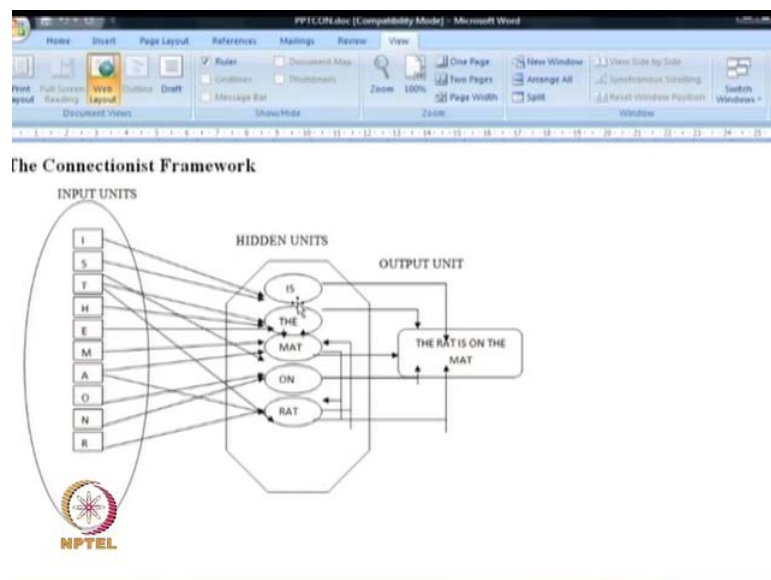 PPTCON.doc [Compatibility Mode] - Microsoft Word
Home Insert Page Layout References Mailings Review View
Print Layout
Full Screen Reading
Web Layout
Outline
Draft
Document Views
Ruler
Gridlines
Message Bar
Document Map
Thumbnails
Show/Hide
Zoom
100%
One Page
Two Pages
Page Width
Zoom
New Window
Arrange All
Split
View Side by Side
Synchronous Scrolling
Reset Window Position
Window
Switch Windows
The Connectionist Framework
INPUT UNITS
HIDDEN UNITS
OUTPUT UNIT
I
S
T
H
E
M
A
O
N
R
IS
THE
MAT
ON
RAT
THE RAT IS ON THE
MAT
NPTEL